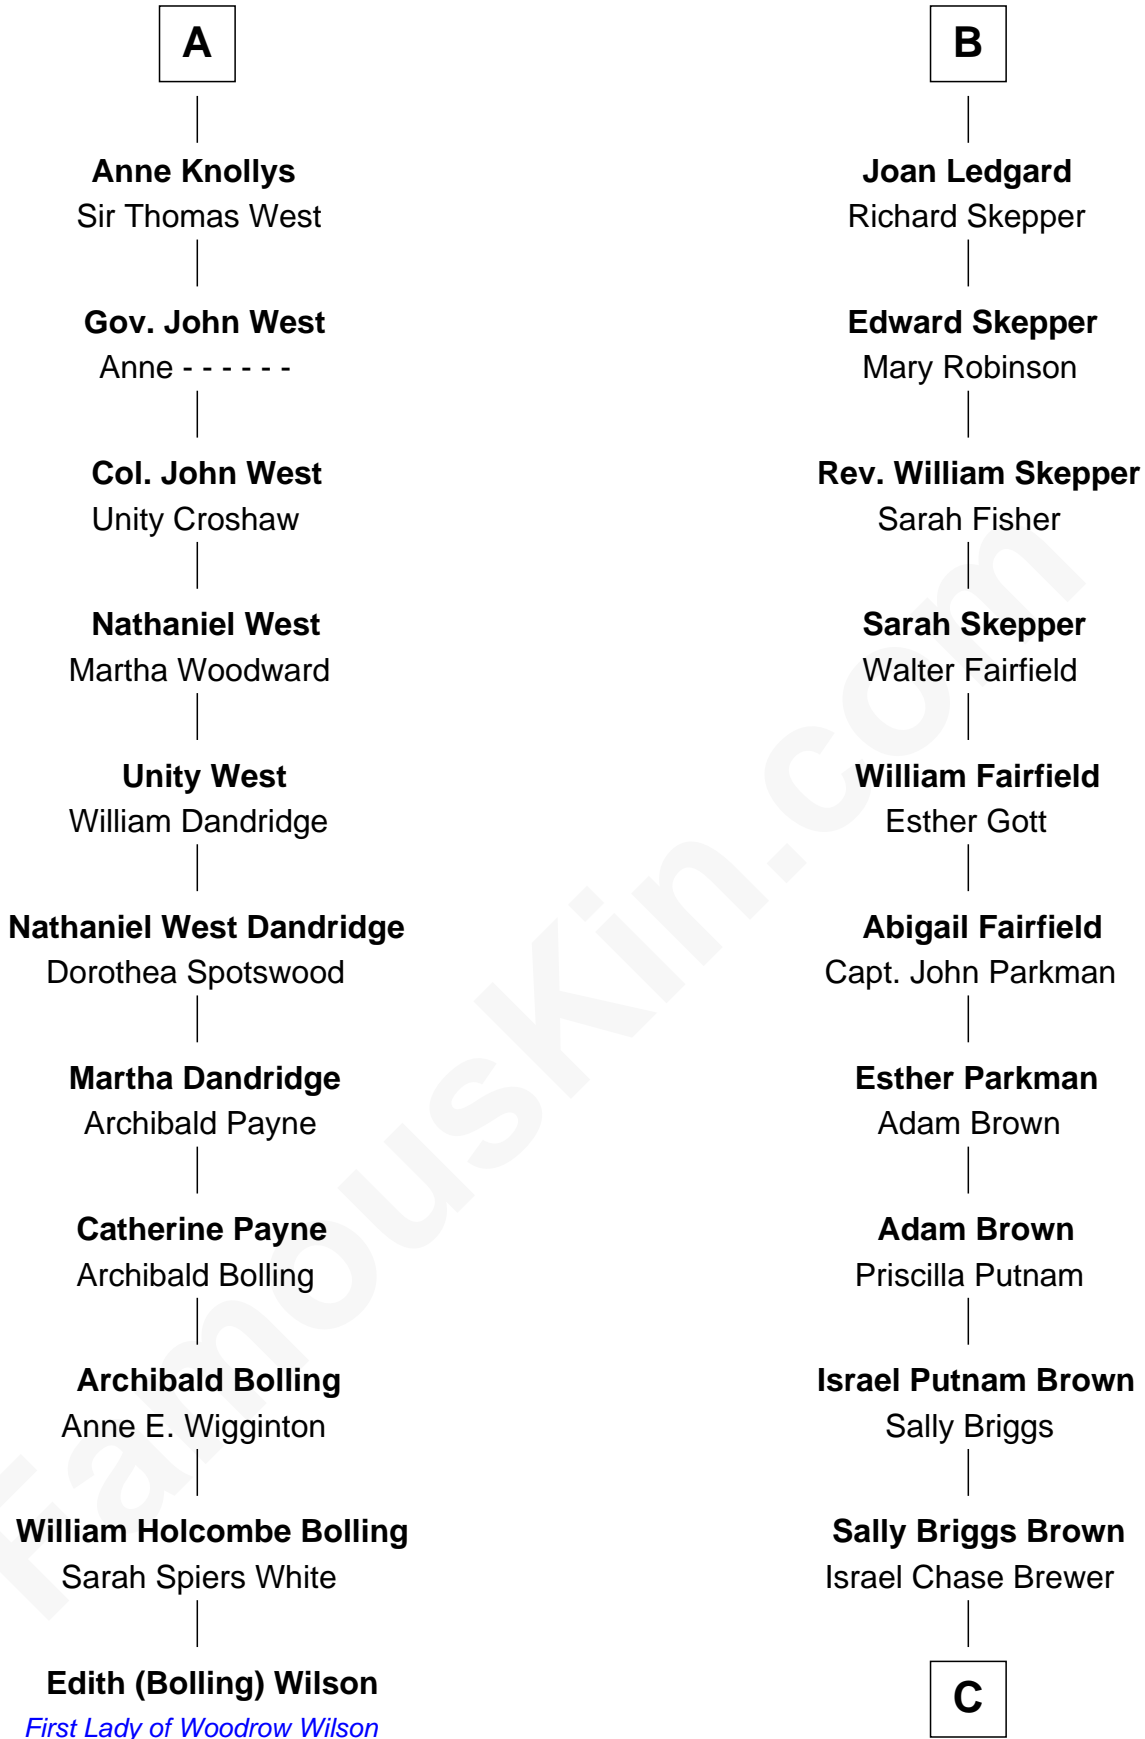 A
Anne Knollys
Sir Thomas West
Gov. John West
Anne - - - - - -
Col. John West
Unity Croshaw
Nathaniel West
Martha Woodward
Unity West
William Dandridge
Nathaniel West Dandridge
Dorothea Spotswood
Martha Dandridge
Archibald Payne
Catherine Payne
Archibald Bolling
Archibald Bolling
Anne E. Wigginton
William Holcombe Bolling
Sarah Spiers White
Edith (Bolling) Wilson
First Lady of Woodrow Wilson
B
Joan Ledgard
Richard Skepper
Edward Skepper
Mary Robinson
Rev. William Skepper
Sarah Fisher
Sarah Skepper
Walter Fairfield
William Fairfield
Esther Gott
Abigail Fairfield
Capt. John Parkman
Esther Parkman
Adam Brown
Adam Brown
Priscilla Putnam
Israel Putnam Brown
Sally Briggs
Sally Briggs Brown
Israel Chase Brewer
C
FamousKin.com